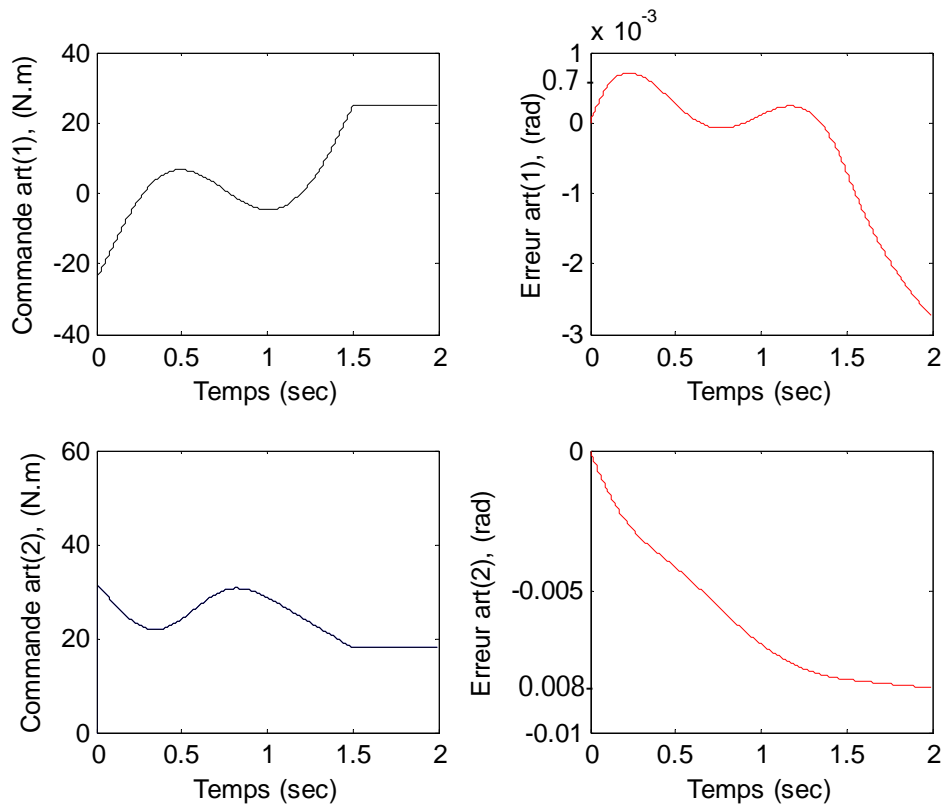 Commande art(1), (N.m)
40
20
0
-20
-40
0 0.5 1 1.5 2
Temps (sec)
x 10⁻³
Erreur art(1), (rad)
1
0.7
0
-1
-2
-3
0 0.5 1 1.5 2
Temps (sec)
Commande art(2), (N.m)
60
40
20
0
0 0.5 1 1.5 2
Temps (sec)
Erreur art(2), (rad)
0
-0.005
0.008
-0.01
0 0.5 1 1.5 2
Temps (sec)